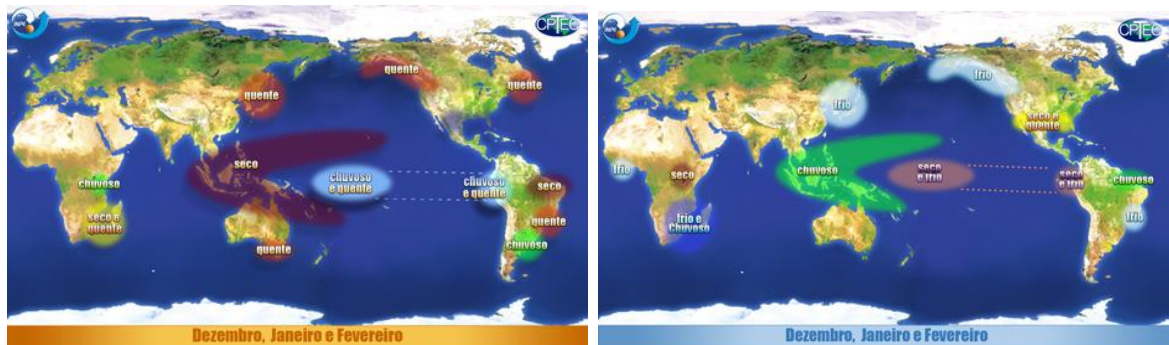 CPTEC
quente
quente
quente
seco
chuvoso
e quente
chuvoso
e quente
chuvoso
seco
seco e
quente
quente
quente
chuvoso
Dezembro, Janeiro e Fevereiro
CPTEC
frio
frio
seco e
quente
frio
seco
chuvoso
seco
e frio
seco
e frio
chuvoso
frio e
Chuvoso
frio
Dezembro, Janeiro e Fevereiro